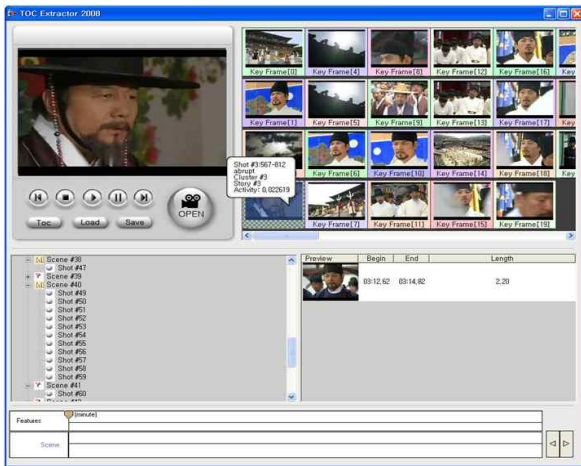 TOC Extractor 2008
Key Frame[0] Key Frame[4] Key Frame[8] Key Frame[12] Key Frame[16] Key
Key Frame[1] Key Frame[5] Key Frame[9] Key Frame[13] Key Frame[17] Key
Key Frame[6] Key Frame[10] Key Frame[14] Key Frame[18] Key
Key Frame[7] Key Frame[11] Key Frame[15] Key Frame[19]
Shot #3:567-812
abrupt
Cluster #3
Story #3
Activity: 0,022619
OPEN
Toc Load Save
Scene #38
Shot #47
Scene #39
Scene #40
Shot #49
Shot #50
Shot #51
Shot #52
Shot #53
Shot #54
Shot #55
Shot #56
Shot #57
Shot #58
Shot #59
Scene #41
Shot #60
Preview Begin End Length
03:12,62 03:14,82 2,20
Features (minute)
Scene